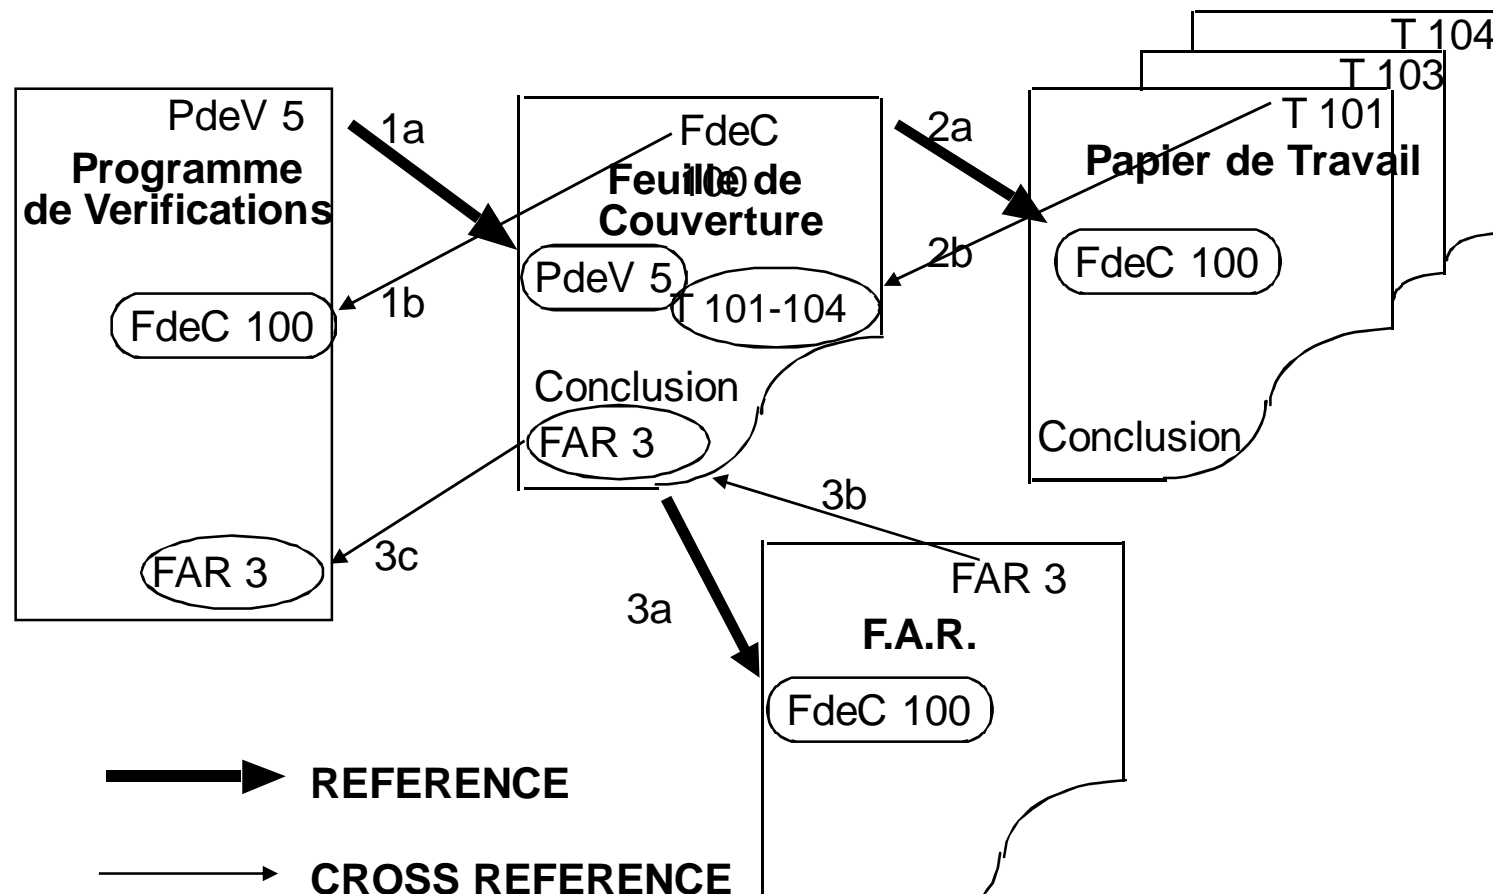 PdeV 5
Programme
de Verifications
FdeC 100
FAR 3
1a
1b
3c
FdeC
100
Feuille de
Couverture
PdeV 5
T 101-104
Conclusion
FAR 3
2a
2b
T 104
T 103
T 101
Papier de Travail
FdeC 100
Conclusion
3b
3a
FAR 3
F.A.R.
FdeC 100
REFERENCE
CROSS REFERENCE